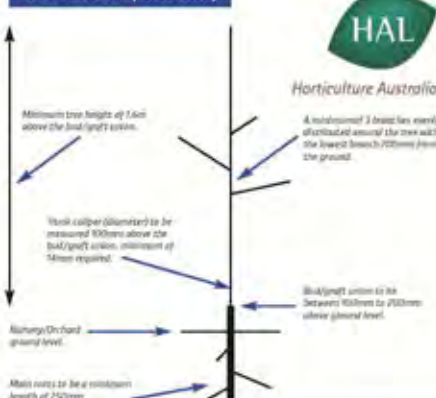 HAL
Horticulture Australia
Minimum tree height of 1.6m
above the bud/graft union.
A minimum of 3 branches evenly
distributed around the tree with
the lowest branch 700mm from
the ground.
Trunk caliper (diameter) to be
measured 100mm above the
bud/graft union, minimum of
14mm required.
Bud/graft union to be
between 100mm to 200mm
above ground level.
Nursery/Orchard
ground level.
Main roots to be a minimum
length of 250mm